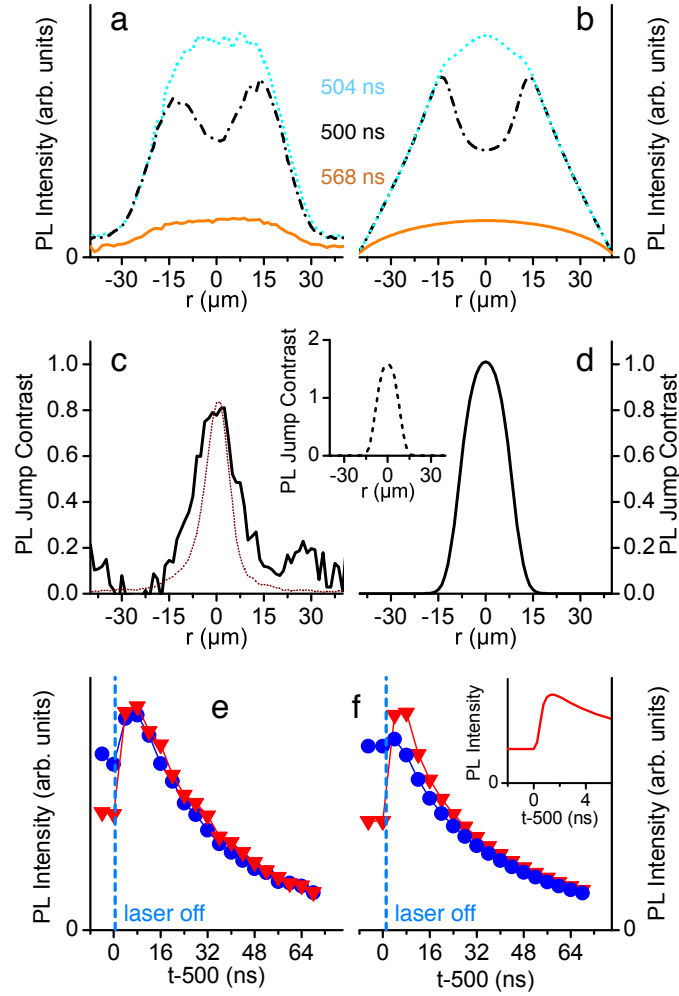 a
b
PL Intensity (arb. units)
PL Intensity (arb. units)
504 ns
500 ns
568 ns
0
0
-30 -15 0 15 30
-30 -15 0 15 30
r (µm)
r (µm)
c
d
PL Jump Contrast
PL Jump Contrast
1.0
0.8
0.6
0.4
0.2
0.0
1.0
0.8
0.6
0.4
0.2
0.0
PL Jump Contrast
2
1
0
-30 0 30
r (µm)
-30 -15 0 15 30
-30 -15 0 15 30
r (µm)
r (µm)
e
f
PL Intensity (arb. units)
PL Intensity (arb. units)
PL Intensity
0 4
t-500 (ns)
laser off
laser off
0
0
0 16 32 48 64
0 16 32 48 64
t-500 (ns)
t-500 (ns)